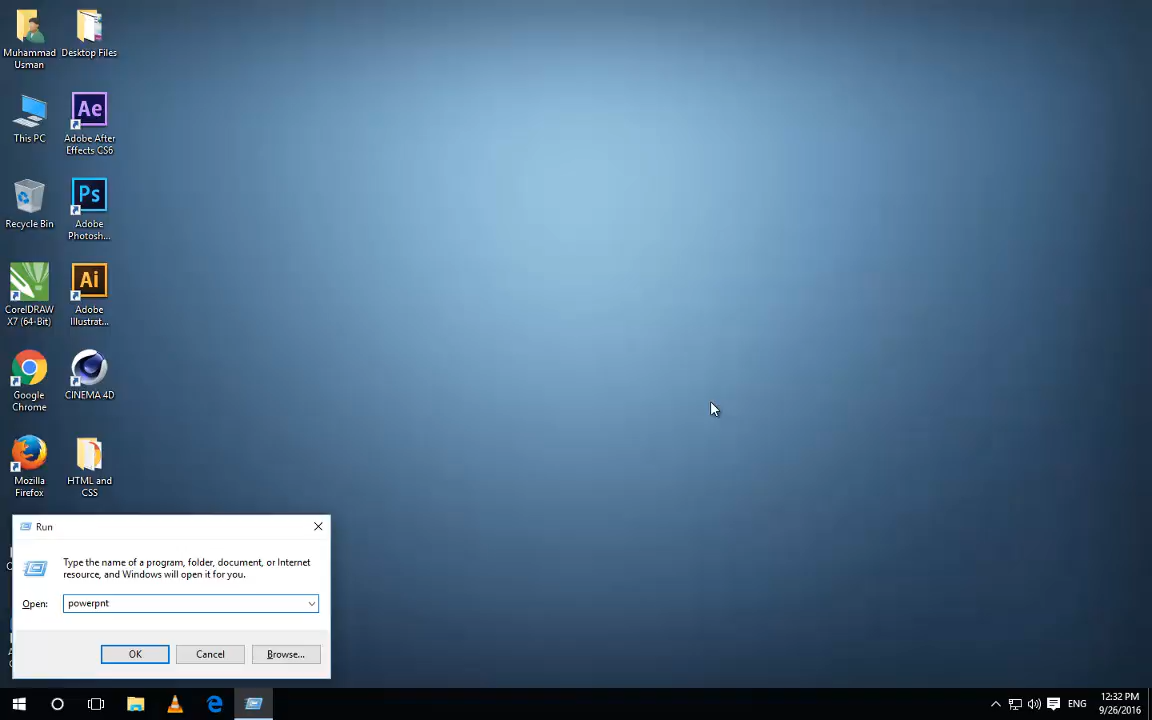 Muhammad
Usman
Desktop Files
This PC
Ae
Adobe After
Effects CS6
Recycle Bin
Ps
Adobe
Photosh...
CorelDRAW
X7 (64-Bit)
Ai
Adobe
Illustrat...
Google
Chrome
CINEMA 4D
Mozilla
Firefox
HTML and
CSS
Run
Type the name of a program, folder, document, or Internet
resource, and Windows will open it for you.
Open:
powerpnt
OK
Cancel
Browse...
ENG
12:32 PM
9/26/2016